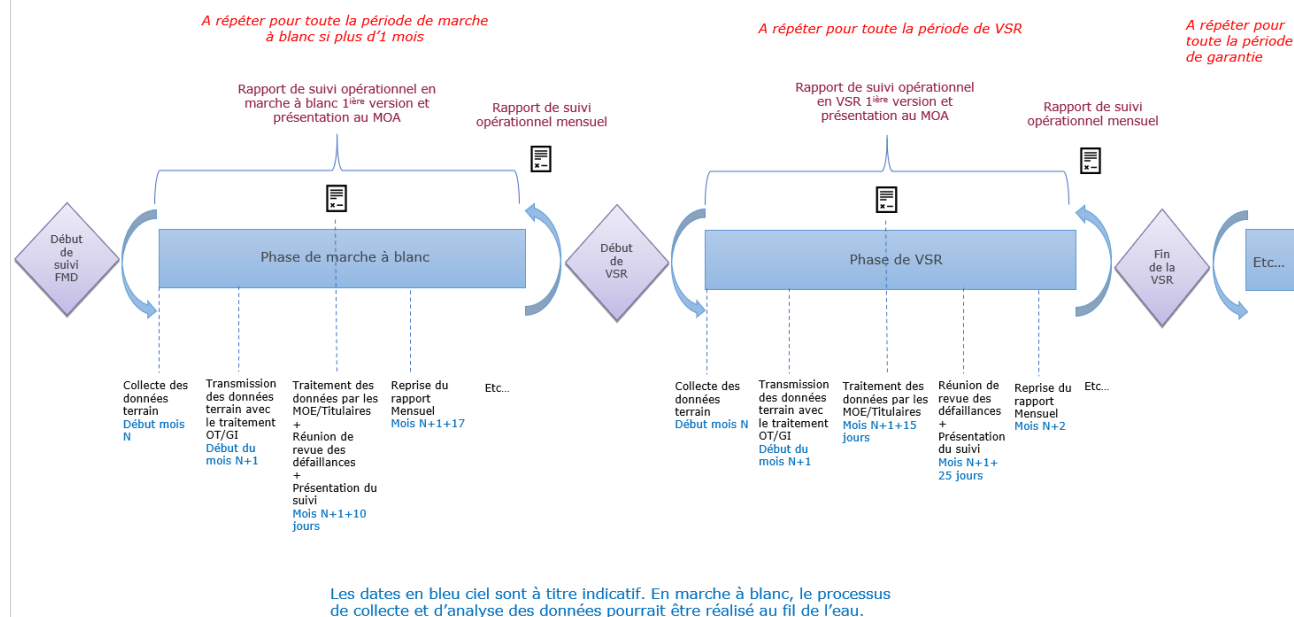 A répéter pour toute la période de marche
à blanc si plus d’1 mois
A répéter pour toute la période de VSR
A répéter pour
toute la période
de garantie
Rapport de suivi opérationnel en
marche à blanc 1ière version et
présentation au MOA
Rapport de suivi
opérationnel mensuel
Rapport de suivi opérationnel
en VSR 1ière version et
présentation au MOA
Rapport de suivi
opérationnel mensuel
Début
de
suivi
FMD
Phase de marche à blanc
Début
de
VSR
Phase de VSR
Fin
de la
VSR
Etc...
Collecte des
données
terrain
Début mois
N
Transmission
des données
terrain avec
le traitement
OT/GI
Début du
mois N+1
Traitement des
données par les
MOE/Titulaires
+
Réunion de
revue des
défaillances
+
Présentation du
suivi
Mois N+1+10
jours
Reprise du
rapport
Mensuel
Mois N+1+17
Etc...
Collecte des
données
terrain
Début mois N
Transmission
des données
terrain avec
le traitement
OT/GI
Début du
mois N+1
Traitement des
données par les
MOE/Titulaires
Mois N+1+15
jours
Réunion de
revue des
défaillances
+
Présentation
du suivi
Mois N+1+
25 jours
Reprise du
rapport
Mensuel
Mois N+2
Etc...
Les dates en bleu ciel sont à titre indicatif. En marche à blanc, le processus
de collecte et d’analyse des données pourrait être réalisé au fil de l’eau.